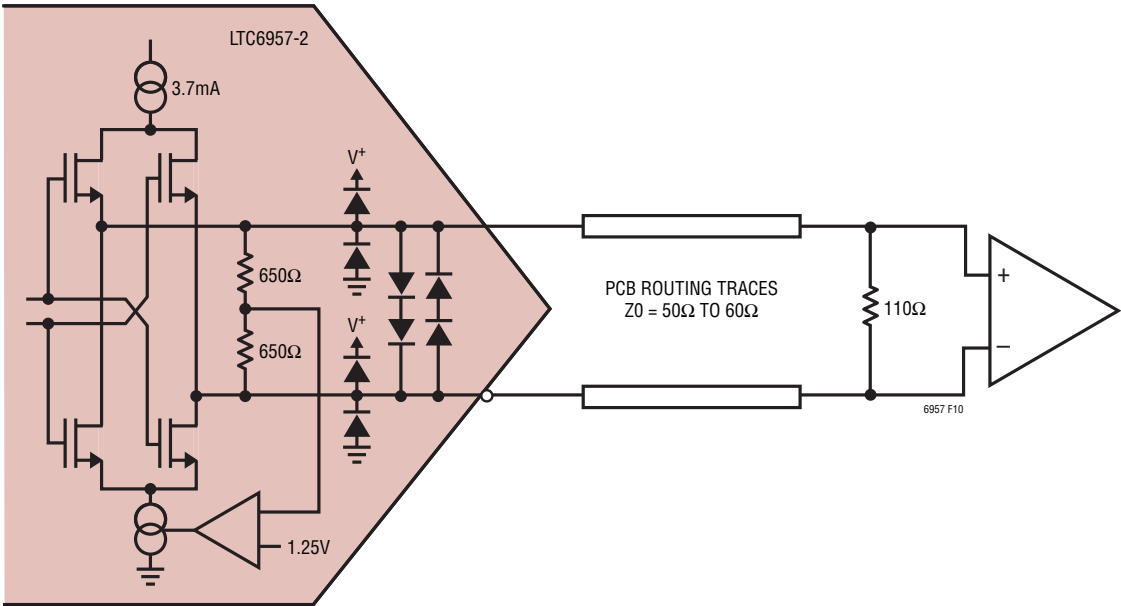 LTC6957-2
3.7mA
V+
650Ω
650Ω
V+
1.25V
PCB ROUTING TRACES
Z0 = 50Ω TO 60Ω
110Ω
+
−
6957 F10